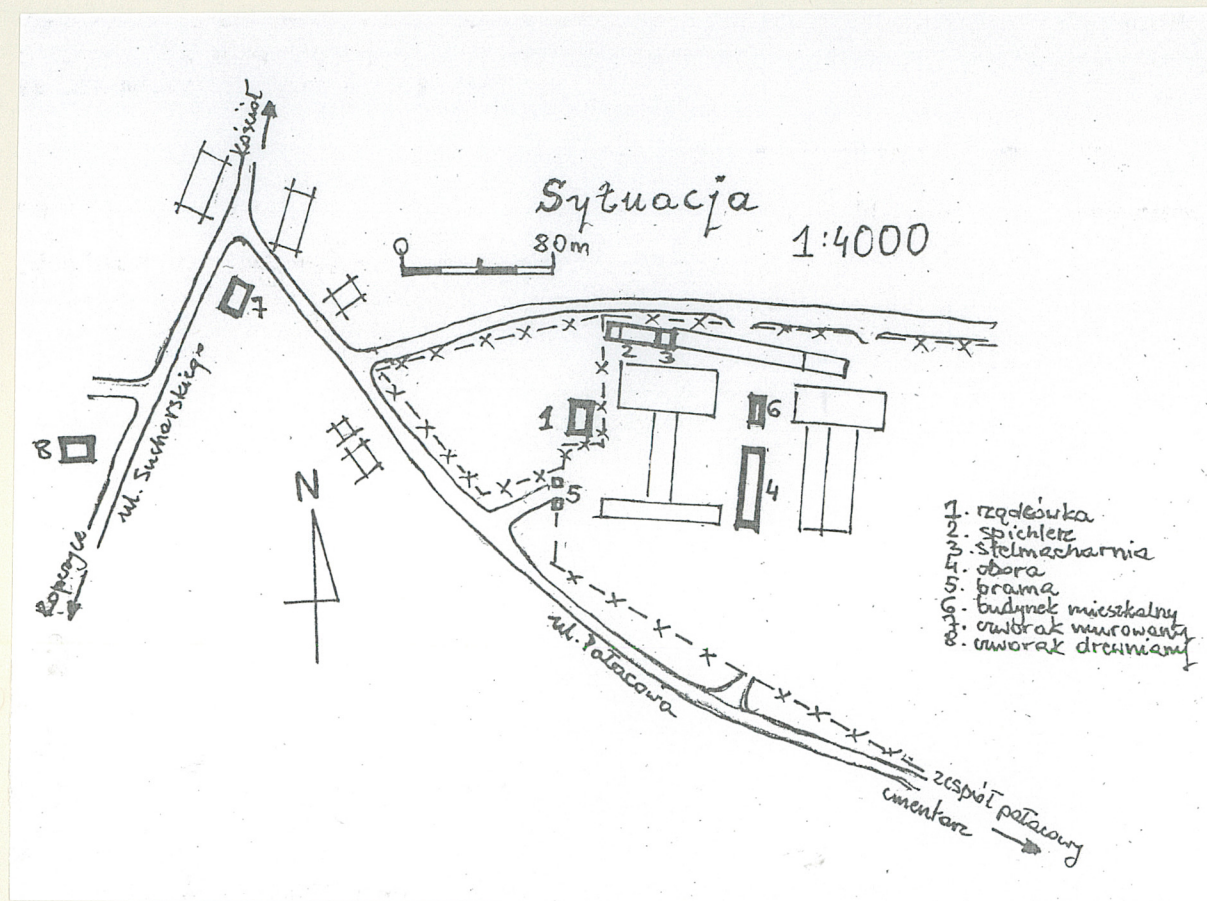 kościół
Sytuacja
1:4000
0
80m
7
2
3
1
6
8
ul. Sucharskiego
4
5
N
1. rządcówka
2. spichlerz
3. stelmacharnia
4. obora
5. brama
6. budynek mieszkalny
7. czworak murowany
8. czworak drewniany
Ropczyce
ul. Pałacowa
zespół pałacowy
cmentarz